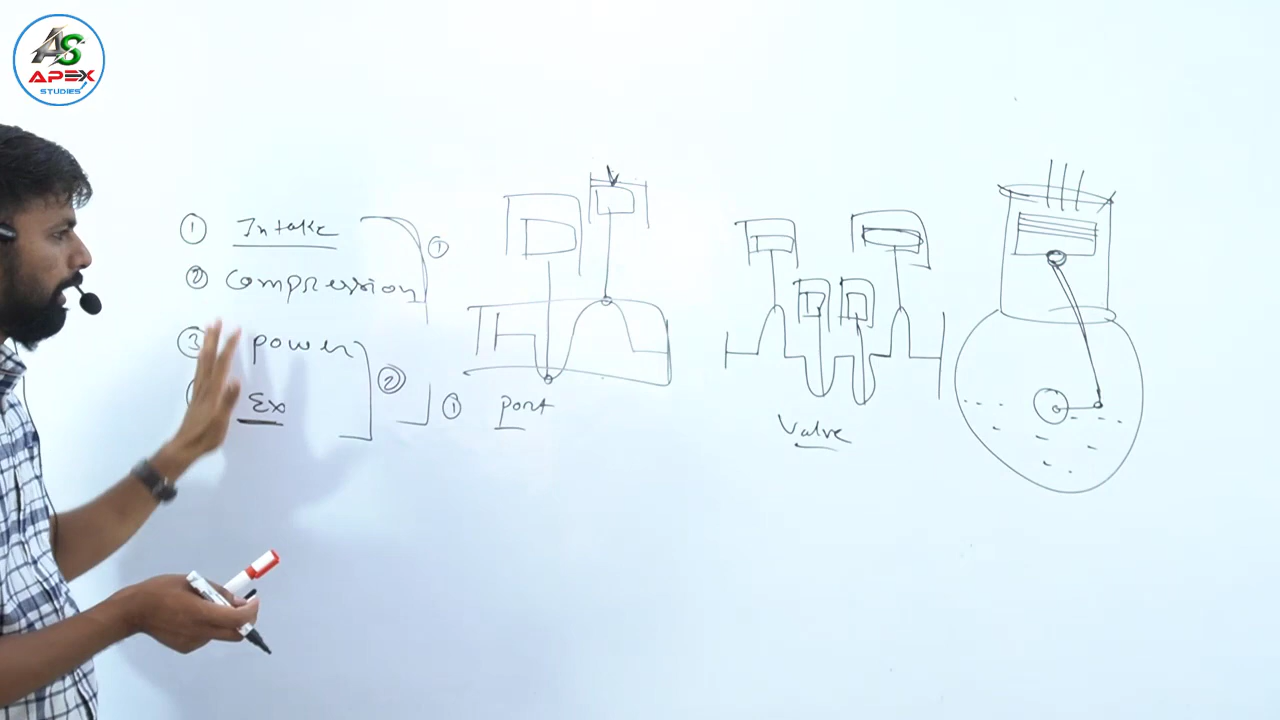 AS
APEX
STUDIES
① Intake
② Compression
①
③ power
Ex
②
① port
Valve